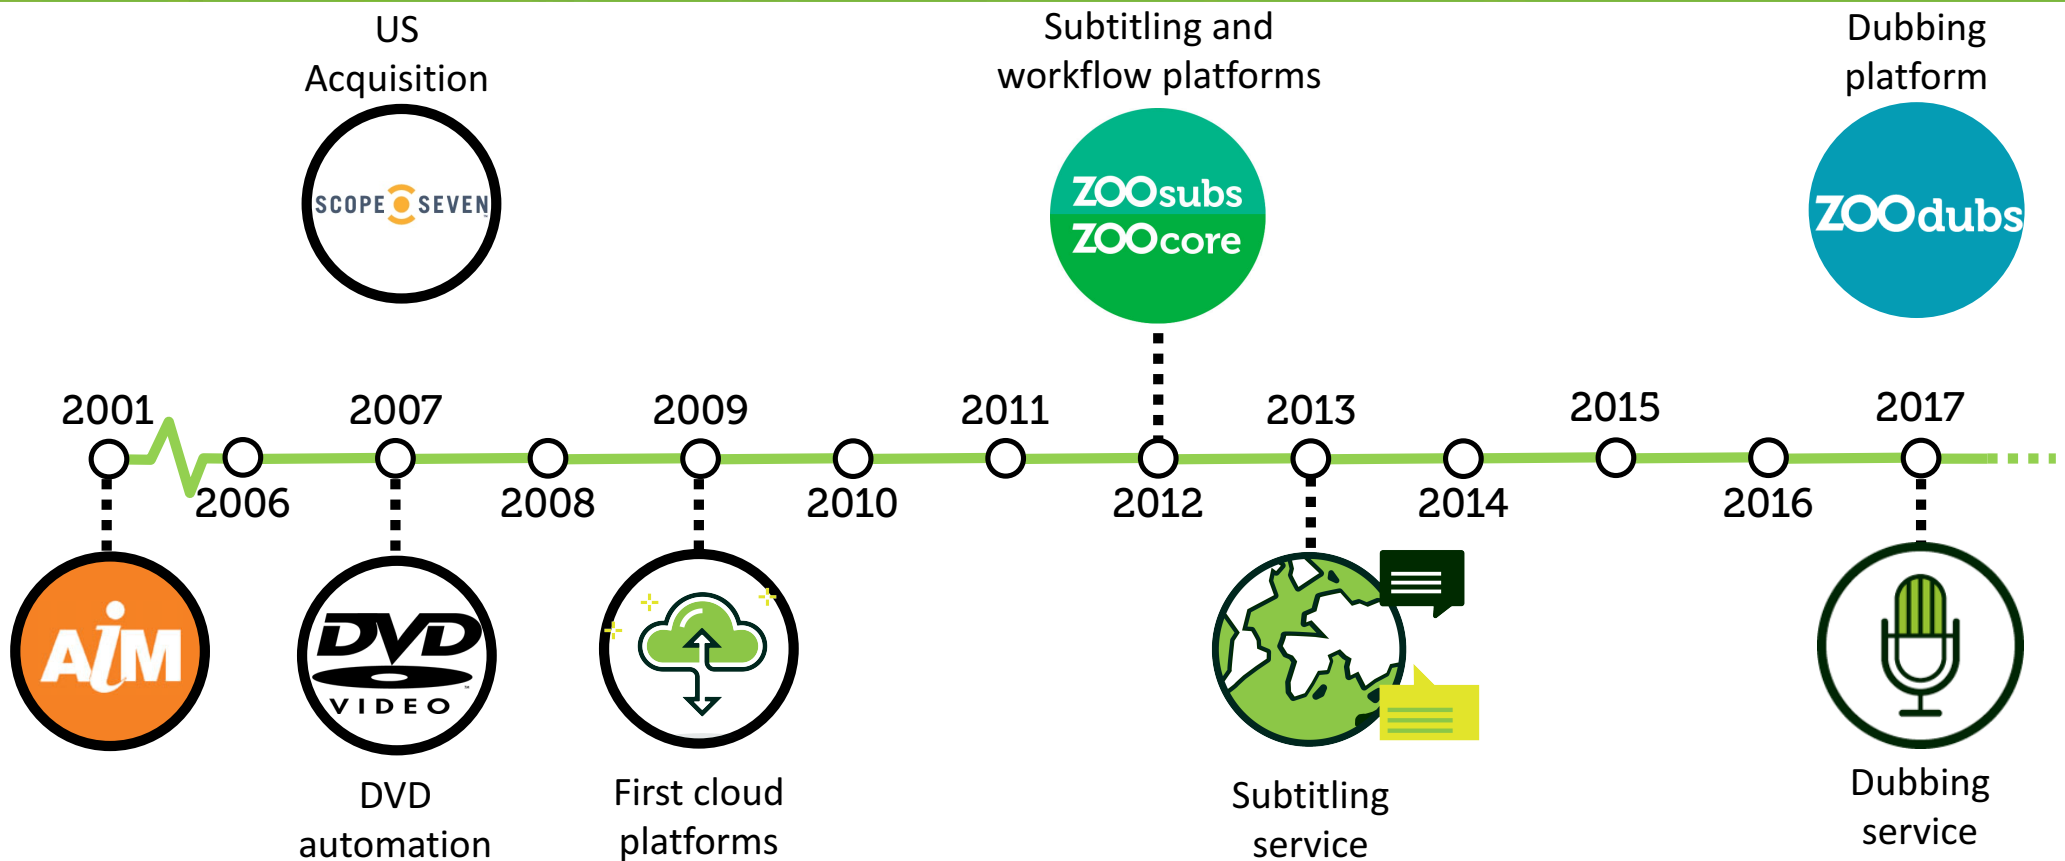 US
Acquisition
SCOPE SEVEN
Subtitling and
workflow platforms
ZOOsubs
ZOOcore
Dubbing
platform
ZOOdubs
2001
2007
2009
2011
2013
2015
2017
2006
2008
2010
2012
2014
2016
AiM
DVD
VIDEO
DVD
automation
First cloud
platforms
Subtitling
service
Dubbing
service